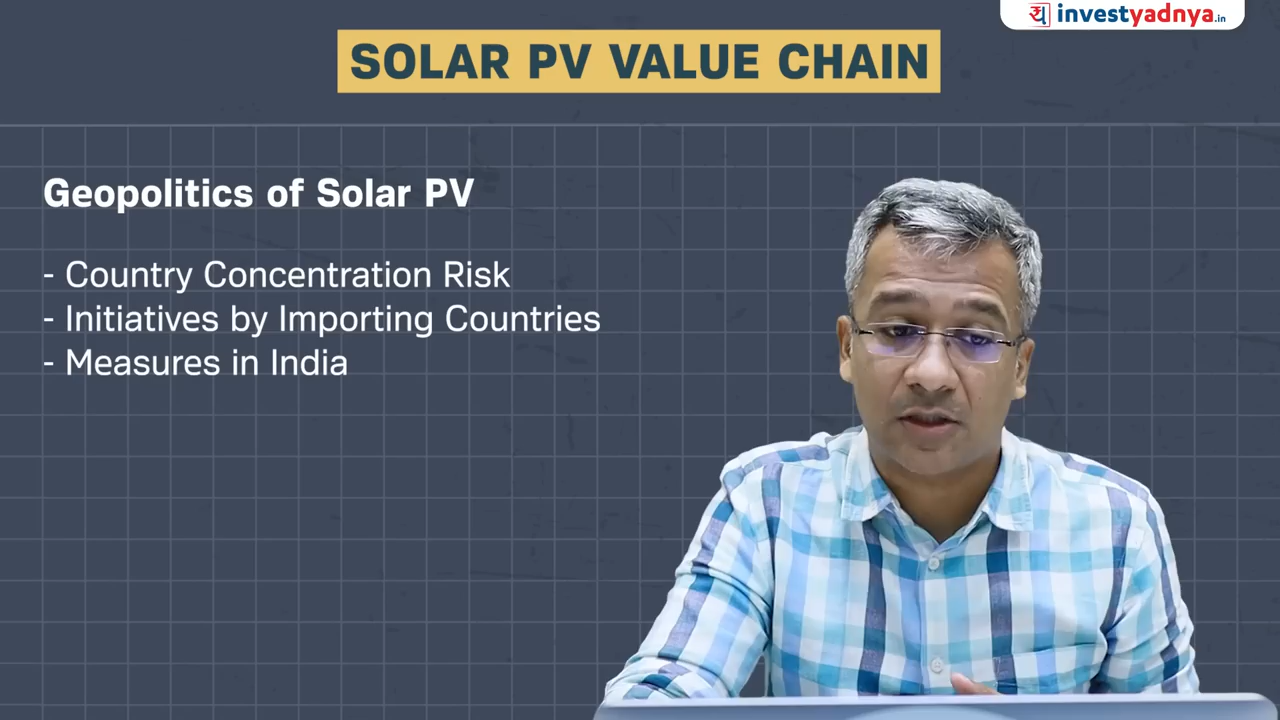 य investyadnya.in
SOLAR PV VALUE CHAIN
Geopolitics of Solar PV
- Country Concentration Risk
- Initiatives by Importing Countries
- Measures in India